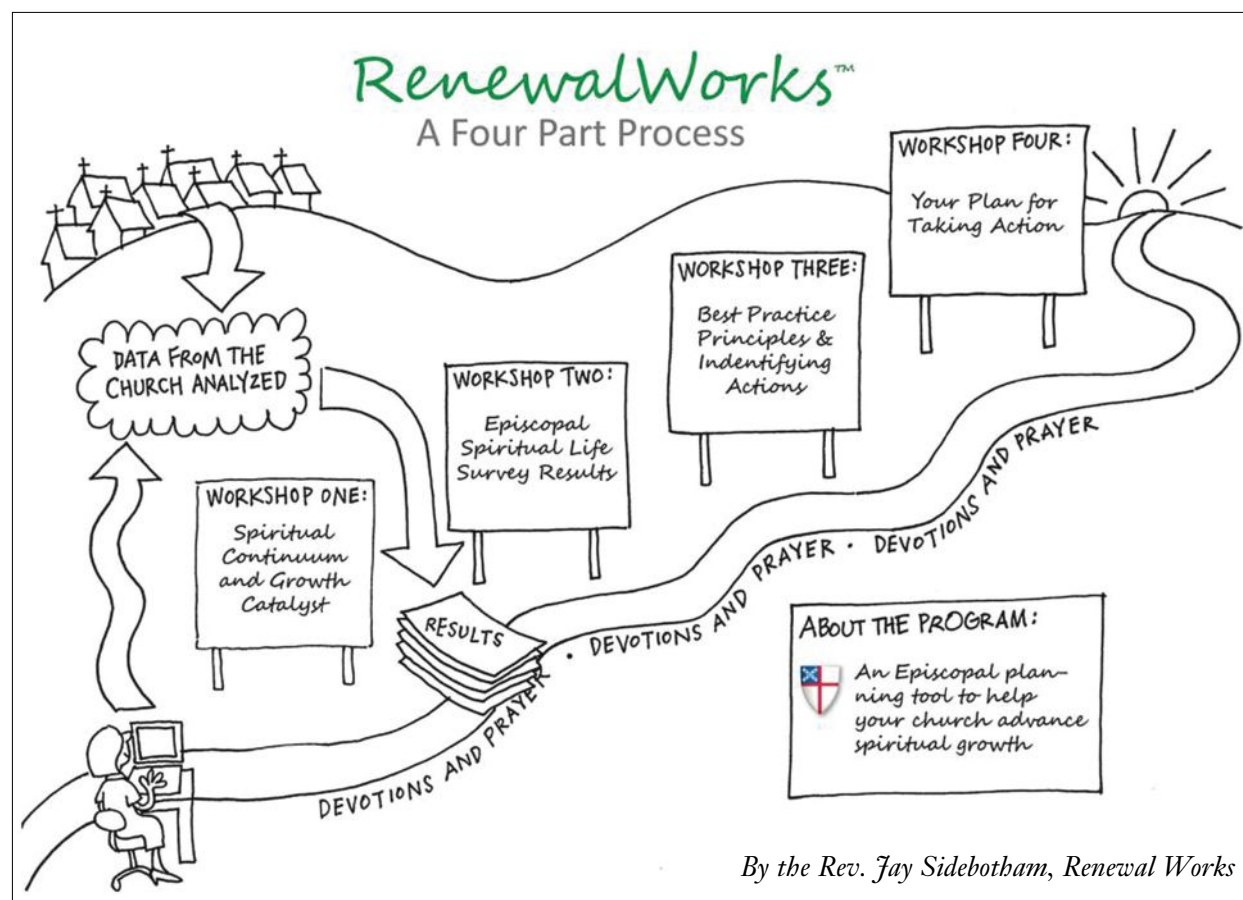 RenewalWorks™
A Four Part Process
WORKSHOP FOUR:
Your Plan for
Taking Action
WORKSHOP THREE:
Best Practice
Principles &
Indentifying
Actions
DATA FROM THE
CHURCH ANALYZED
WORKSHOP TWO:
Episcopal
Spiritual Life
Survey Results
WORKSHOP ONE:
Spiritual
Continuum
and Growth
Catalyst
RESULTS
DEVOTIONS AND PRAYER · DEVOTIONS AND PRAYER · DEVOTIONS AND PRAYER
ABOUT THE PROGRAM:
An Episcopal plan-
ning tool to help
your church advance
spiritual growth
By the Rev. Jay Sidebotham, Renewal Works